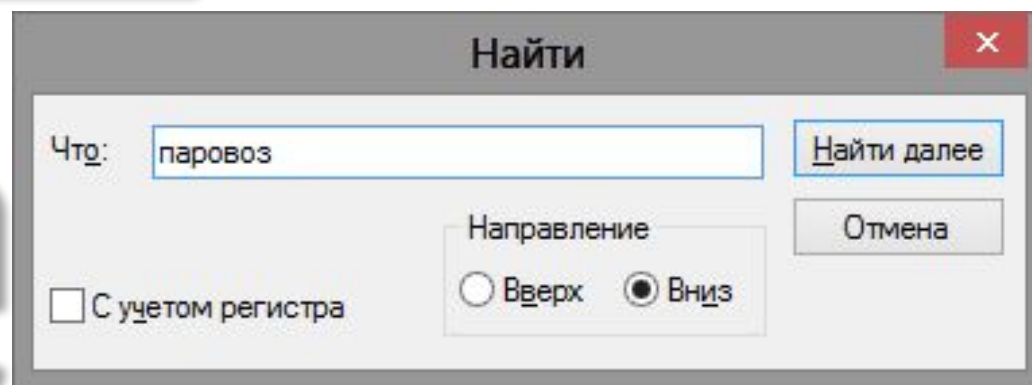 Найти
Что: паровоз Найти далее
Направление Отмена
С учетом регистра Вверх Вниз